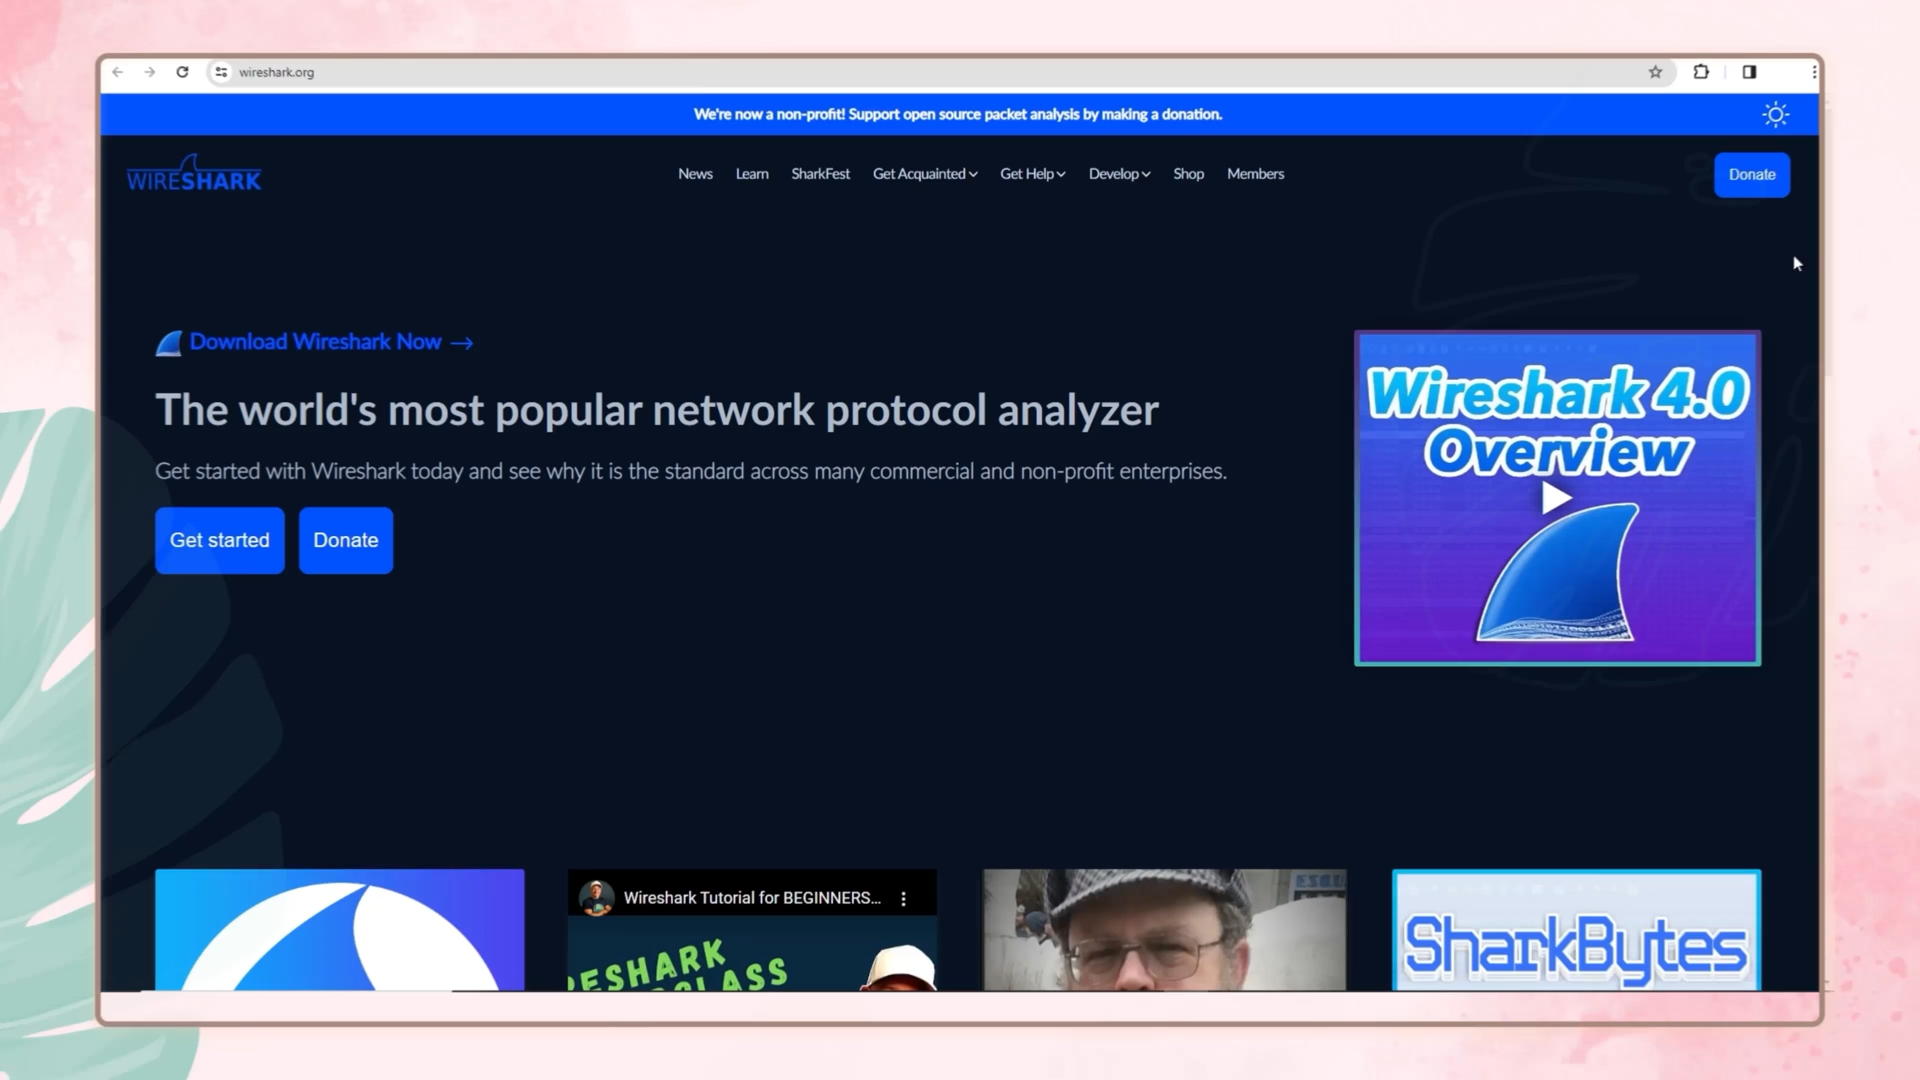 wireshark.org
We're now a non-profit! Support open source packet analysis by making a donation.
WIRESHARK
News Learn SharkFest Get Acquainted Get Help Develop Shop Members
Donate
Download Wireshark Now →
The world's most popular network protocol analyzer
Get started with Wireshark today and see why it is the standard across many commercial and non-profit enterprises.
Get started Donate
Wireshark 4.0
Overview
Wireshark Tutorial for BEGINNERS...
RESHARK
CLASS
SharkBytes